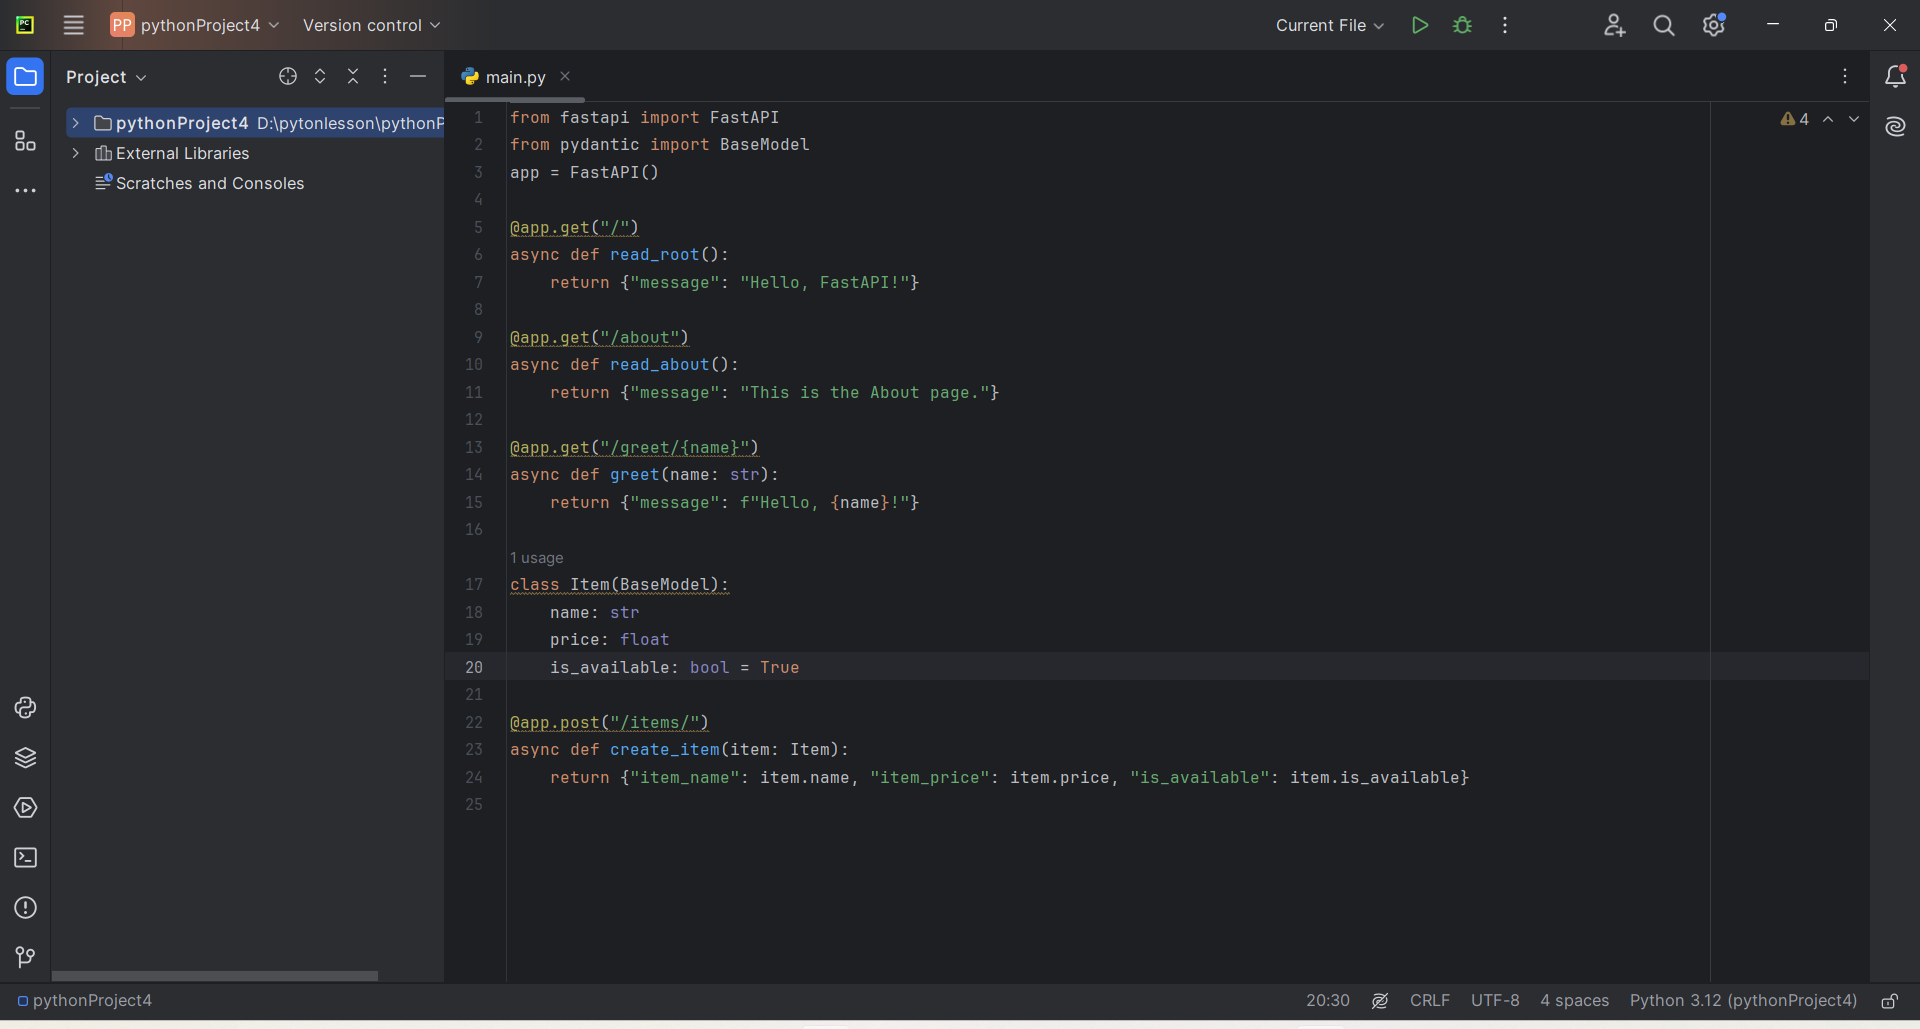 PC
PP pythonProject4 Version control Current File
Project
main.py
pythonProject4 D:\pytonlesson\pythonP
External Libraries
Scratches and Consoles
4
1 from fastapi import FastAPI
2 from pydantic import BaseModel
3 app = FastAPI()
4
5 @app.get("/")
6 async def read_root():
7     return {"message": "Hello, FastAPI!"}
8
9 @app.get("/about")
10 async def read_about():
11     return {"message": "This is the About page."}
12
13 @app.get("/greet/{name}")
14 async def greet(name: str):
15     return {"message": f"Hello, {name}!"}
16
1 usage
17 class Item(BaseModel):
18     name: str
19     price: float
20     is_available: bool = True
21
22 @app.post("/items/")
23 async def create_item(item: Item):
24     return {"item_name": item.name, "item_price": item.price, "is_available": item.is_available}
25
pythonProject4 20:30 CRLF UTF-8 4 spaces Python 3.12 (pythonProject4)